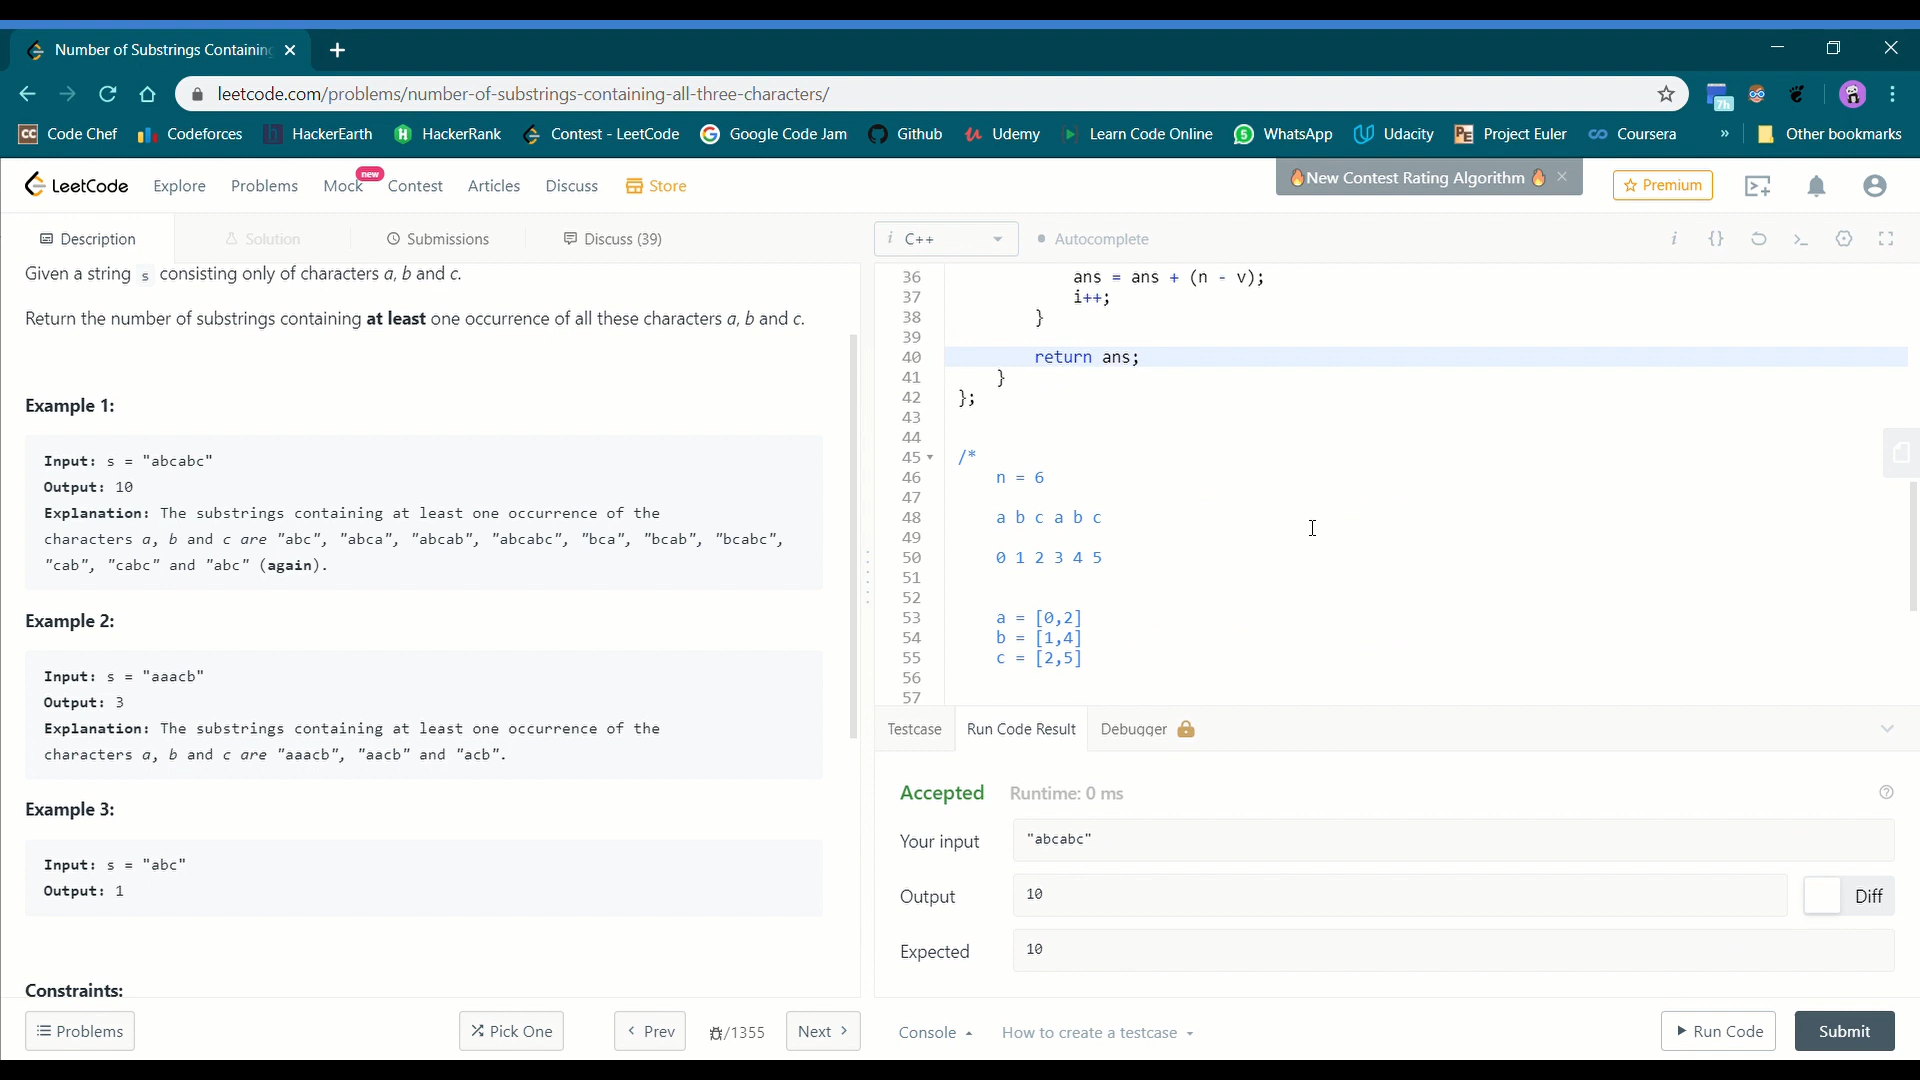 Number of Substrings Containing
leetcode.com/problems/number-of-substrings-containing-all-three-characters/
7h
CC Code Chef Codeforces HackerEarth HackerRank Contest - LeetCode Google Code Jam Github Udemy Learn Code Online WhatsApp Udacity Project Euler Coursera » Other bookmarks
LeetCode Explore Problems Mock new Contest Articles Discuss Store
New Contest Rating Algorithm
Premium
Description Solution Submissions Discuss (39)
i C++ Autocomplete
Given a string s consisting only of characters a, b and c.
Return the number of substrings containing at least one occurrence of all these characters a, b and c.
Example 1:
Input: s = "abcabc"
Output: 10
Explanation: The substrings containing at least one occurrence of the
characters a, b and c are "abc", "abca", "abcab", "abcabc", "bca", "bcab", "bcabc",
"cab", "cabc" and "abc" (again).
Example 2:
Input: s = "aaacb"
Output: 3
Explanation: The substrings containing at least one occurrence of the
characters a, b and c are "aaacb", "aacb" and "acb".
Example 3:
Input: s = "abc"
Output: 1
Constraints:
Problems Pick One Prev /1355 Next
36 ans = ans + (n - v);
37 i++;
38 }
39
40 return ans;
41 }
42 };
43
44
45 /*
46 n = 6
47
48 a b c a b c
49
50 0 1 2 3 4 5
51
52
53 a = [0,2]
54 b = [1,4]
55 c = [2,5]
56
57
Testcase Run Code Result Debugger
Accepted Runtime: 0 ms
Your input "abcabc"
Output 10 Diff
Expected 10
Console How to create a testcase Run Code Submit